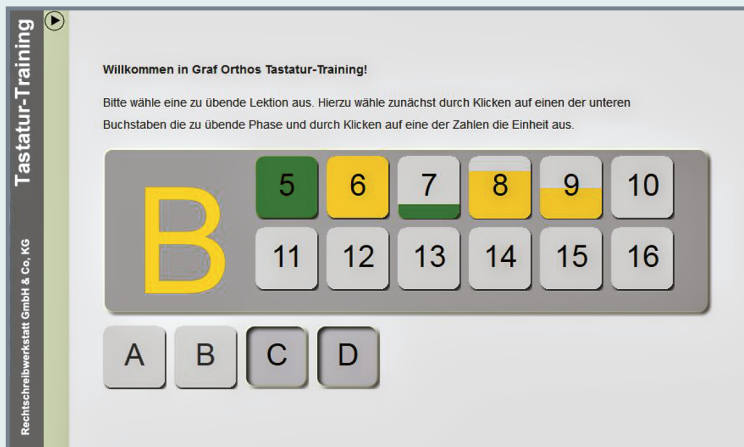 Tastatur-Training
Rechtschreibwerkstatt GmbH & Co, KG
Willkommen in Graf Orthos Tastatur-Training!
Bitte wähle eine zu übende Lektion aus. Hierzu wähle zunächst durch Klicken auf einen der unteren
Buchstaben die zu übende Phase und durch Klicken auf eine der Zahlen die Einheit aus.
B
5 6 7 8 9 10
11 12 13 14 15 16
A B C D